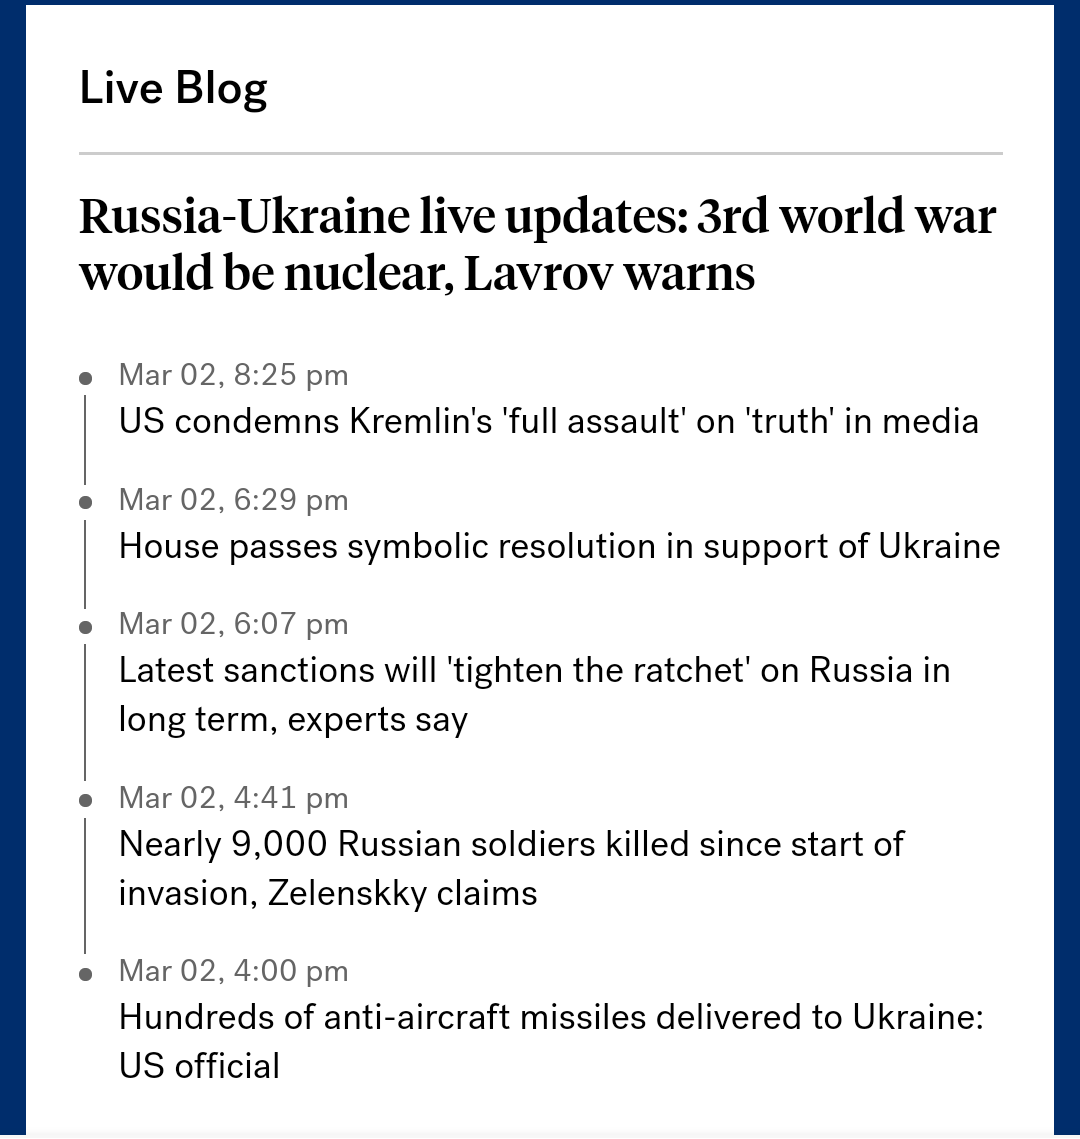 Live Blog
Russia-Ukraine live updates: 3rd world war
would be nuclear, Lavrov warns
Mar 02, 8:25 pm
US condemns Kremlin's 'full assault' on 'truth' in media
Mar 02, 6:29 pm
House passes symbolic resolution in support of Ukraine
Mar 02, 6:07 pm
Latest sanctions will 'tighten the ratchet' on Russia in
long term, experts say
Mar 02, 4:41 pm
Nearly 9,000 Russian soldiers killed since start of
invasion, Zelenskky claims
Mar 02, 4:00 pm
Hundreds of anti-aircraft missiles delivered to Ukraine:
US official